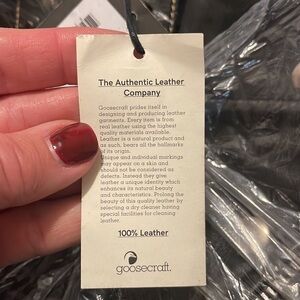 The Authentic Leather
Company
Goosecraft prides itself in
designing and producing leather
garments. Every item is from
real leather using the highest
quality materials available.
Leather is a natural product and
as such, bears all the hallmarks
of its origin.
Unique and individual markings
may appear on a skin and
should not be considered as
defects. Instead they give
leather a unique identity which
enhances its natural beauty and
characteristics. Prolong the
beauty of this quality leather by
selecting a dry cleaner having
special facilities for cleaning
leather.
100% Leather
goosecraft.